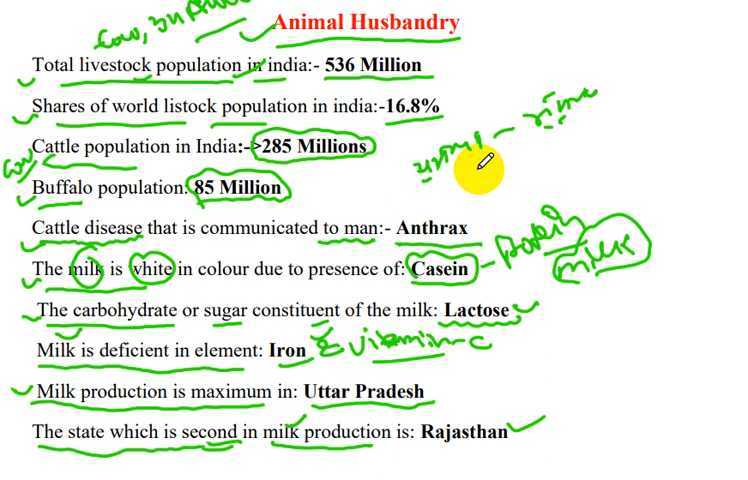 Cow,
Animal Husbandry
Total livestock population in india:- 536 Million
Shares of world listock population in india:-16.8%
Cattle population in India:->285 Millions
Cow
Buffalo population: 85 Million
Cattle disease that is communicated to man:- Anthrax
The milk is white in colour due to presence of: Casein - Protein
milk
The carbohydrate or sugar constituent of the milk: Lactose
Milk is deficient in element: Iron & Vitamin-C
Milk production is maximum in: Uttar Pradesh
The state which is second in milk production is: Rajasthan